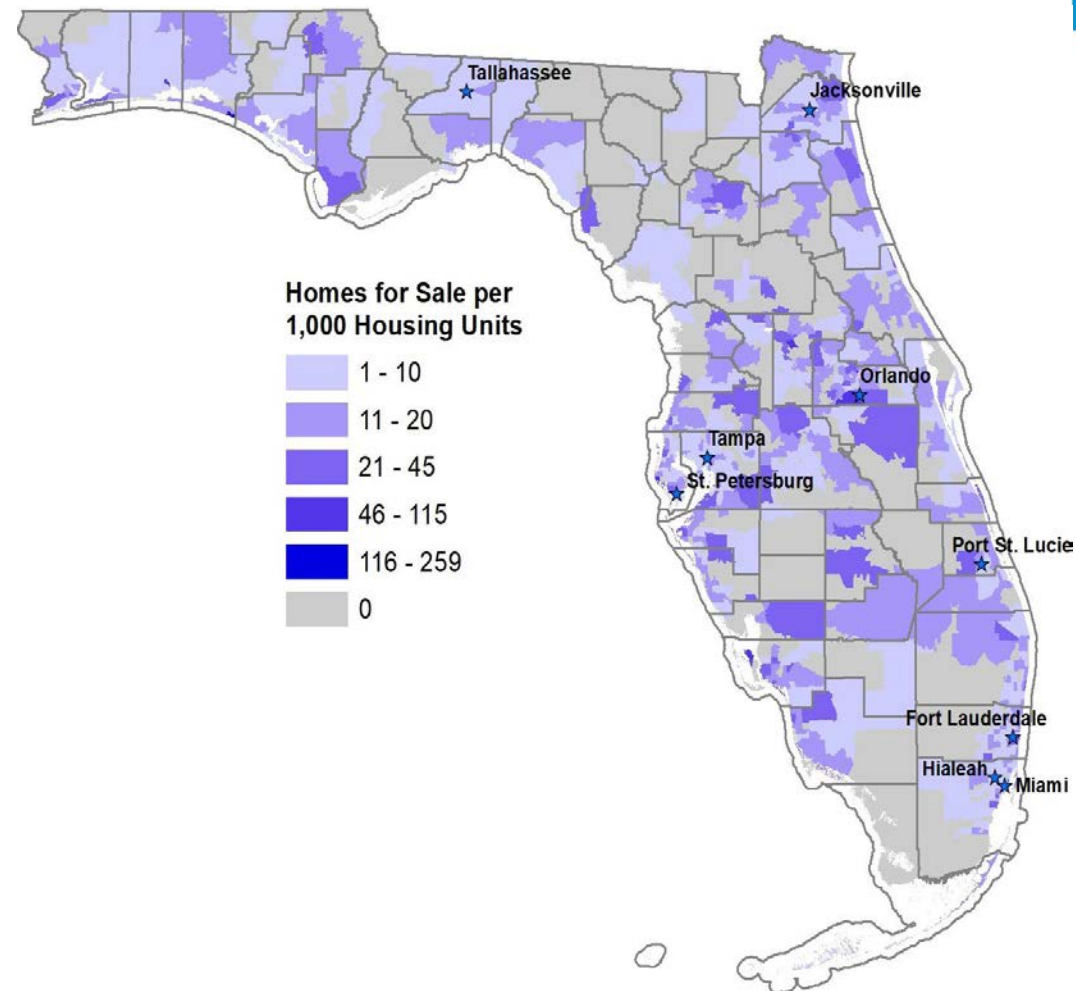 Tallahassee
Jacksonville
Homes for Sale per
1,000 Housing Units
1 - 10
11 - 20
21 - 45
46 - 115
116 - 259
0
Orlando
Tampa
St. Petersburg
Port St. Lucie
Fort Lauderdale
Hialeah
Miami